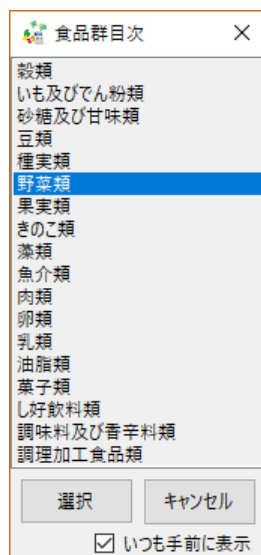 食品群目次
穀類
いも及びでん粉類
砂糖及び甘味類
豆類
種実類
野菜類
果実類
きのこ類
藻類
魚介類
肉類
卵類
乳類
油脂類
菓子類
し好飲料類
調味料及び香辛料類
調理加工食品類
選択
キャンセル
いつも手前に表示